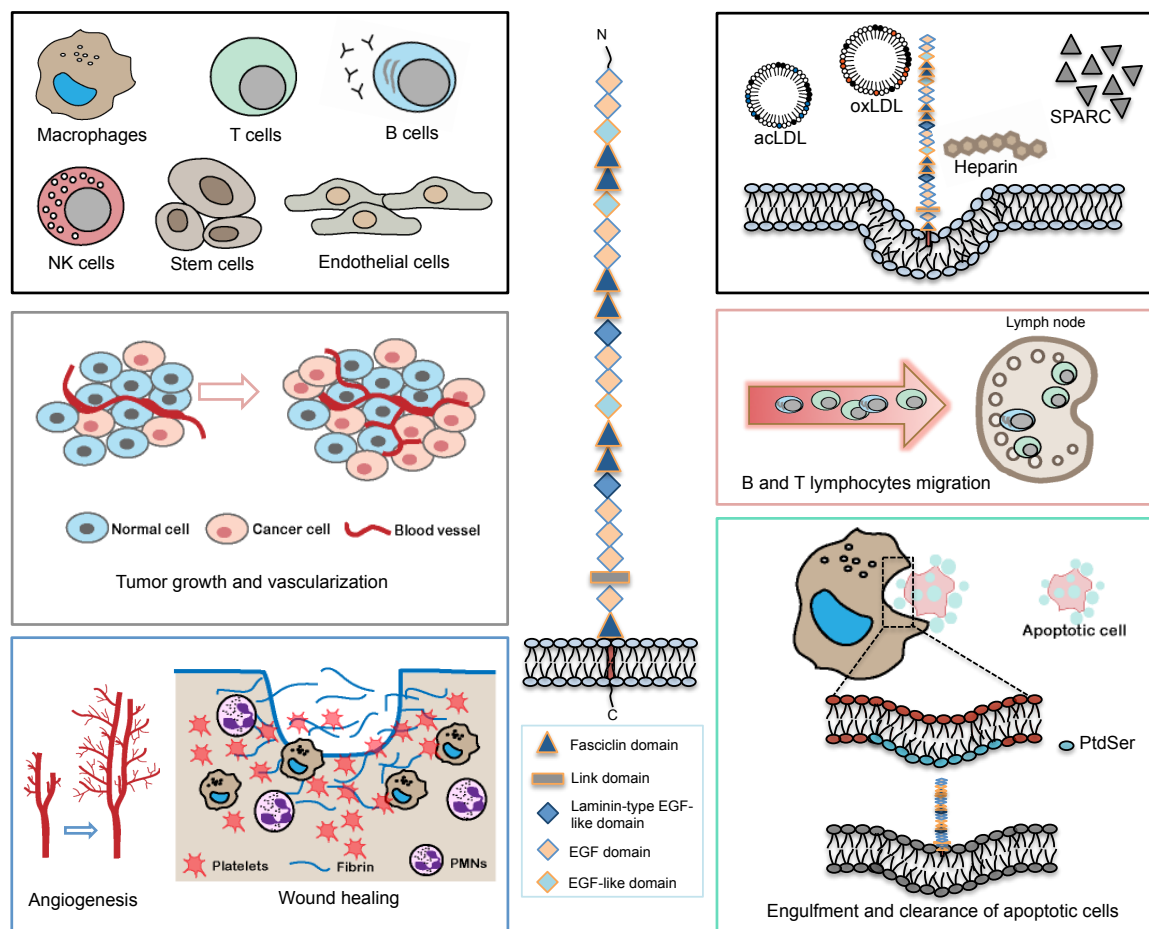 Macrophages
T cells
B cells
NK cells
Stem cells
Endothelial cells
Normal cell
Cancer cell
Blood vessel
Tumor growth and vascularization
Angiogenesis
Platelets
Fibrin
PMNs
Wound healing
N
C
Fasciclin domain
Link domain
Laminin-type EGF-
like domain
EGF domain
EGF-like domain
acLDL
oxLDL
SPARC
Heparin
Lymph node
B and T lymphocytes migration
Apoptotic cell
PtdSer
Engulfment and clearance of apoptotic cells